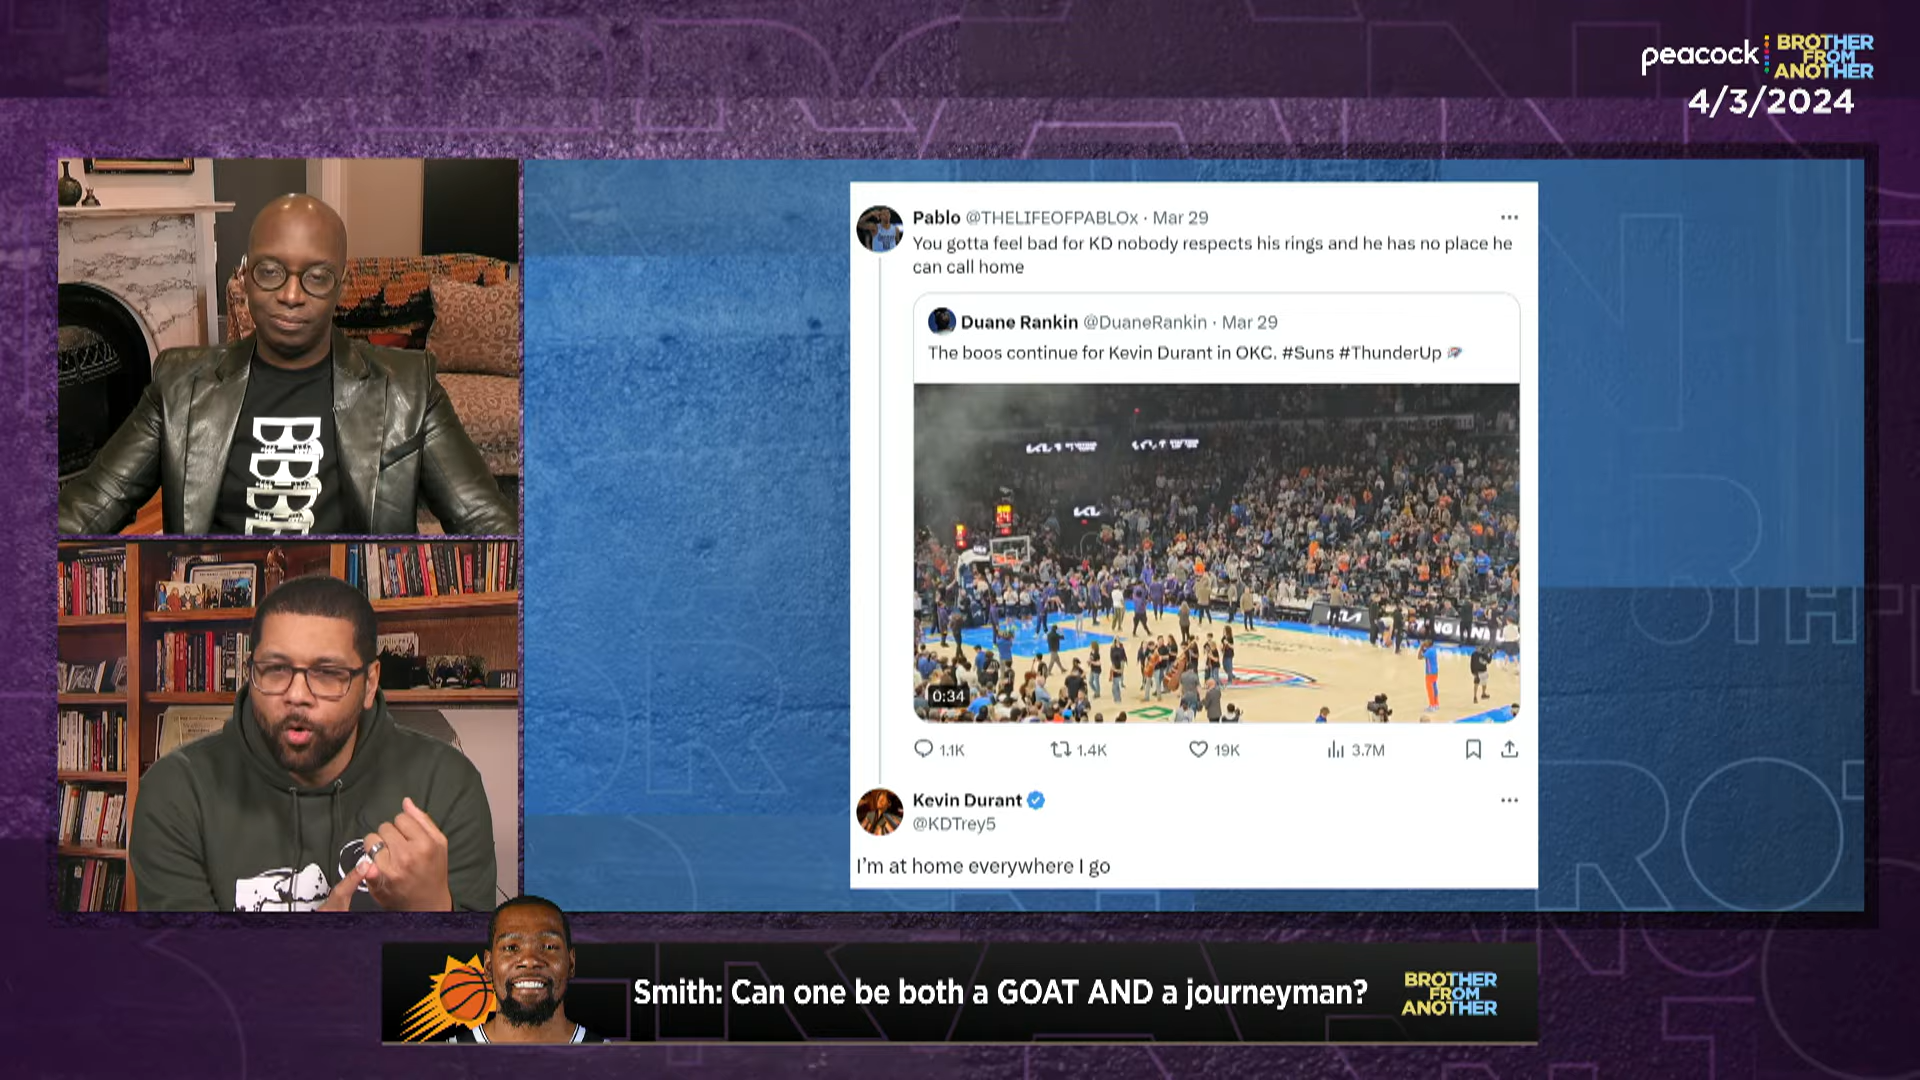 peacock
BROTHER
FROM
ANOTHER
4/3/2024
Pablo @THELIFEOFPABLOx · Mar 29
You gotta feel bad for KD nobody respects his rings and he has no place he
can call home
Duane Rankin @DuaneRankin · Mar 29
The boos continue for Kevin Durant in OKC. #Suns #ThunderUp
0:34
1.1K 1.4K 19K 3.7M
Kevin Durant
@KDTrey5
I'm at home everywhere I go
Smith: Can one be both a GOAT AND a journeyman?
BROTHER
FROM
ANOTHER